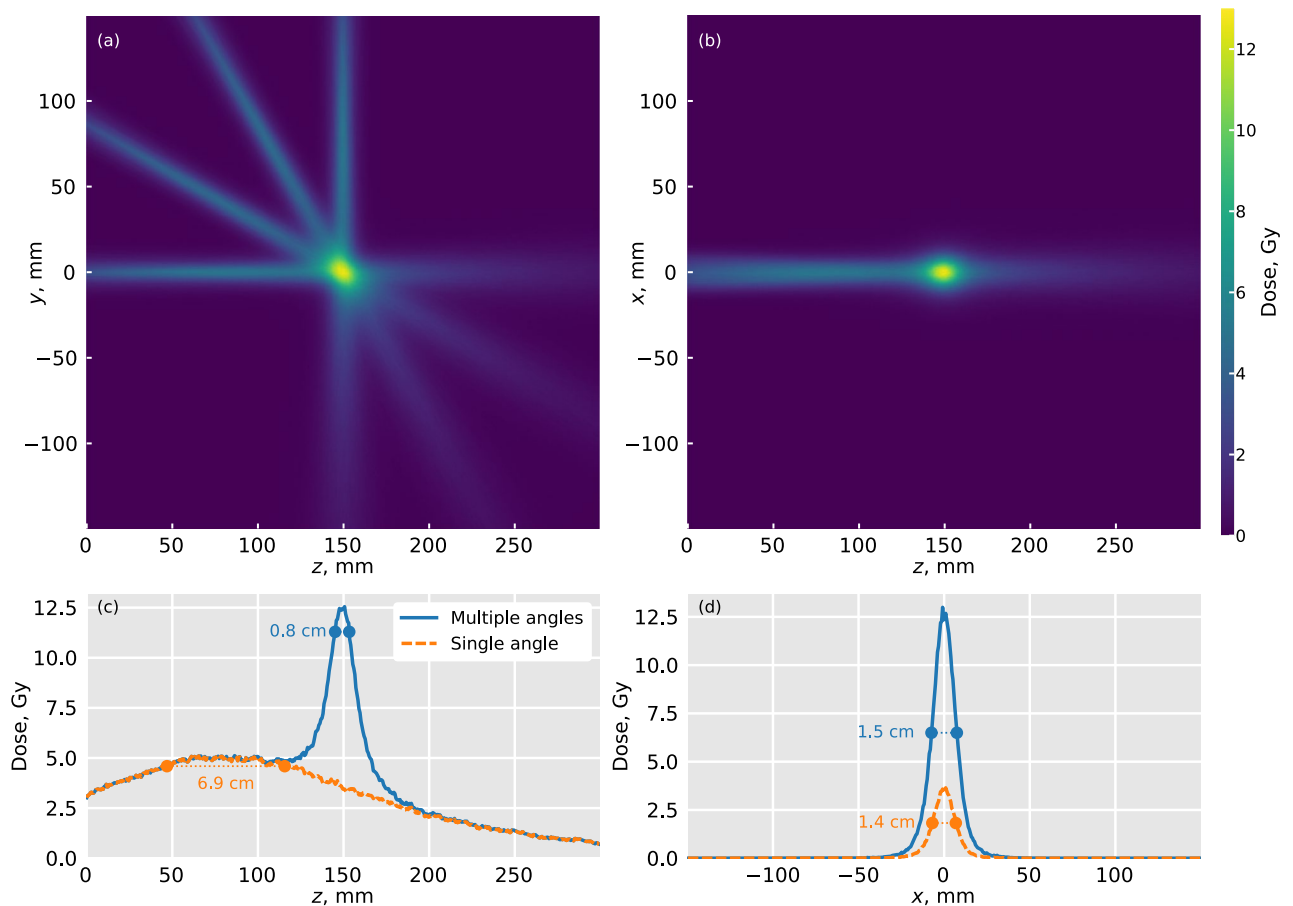 (a)
100
50
0
−50
−100
y, mm
0
50
100
150
200
250
z, mm
(b)
100
50
0
−50
−100
x, mm
0
50
100
150
200
250
z, mm
12
10
8
6
4
2
0
Dose, Gy
(c)
12.5
10.0
7.5
5.0
2.5
0.0
Dose, Gy
0.8 cm
6.9 cm
Multiple angles
Single angle
0
50
100
150
200
250
z, mm
(d)
12.5
10.0
7.5
5.0
2.5
0.0
Dose, Gy
1.5 cm
1.4 cm
−100
−50
0
50
100
x, mm